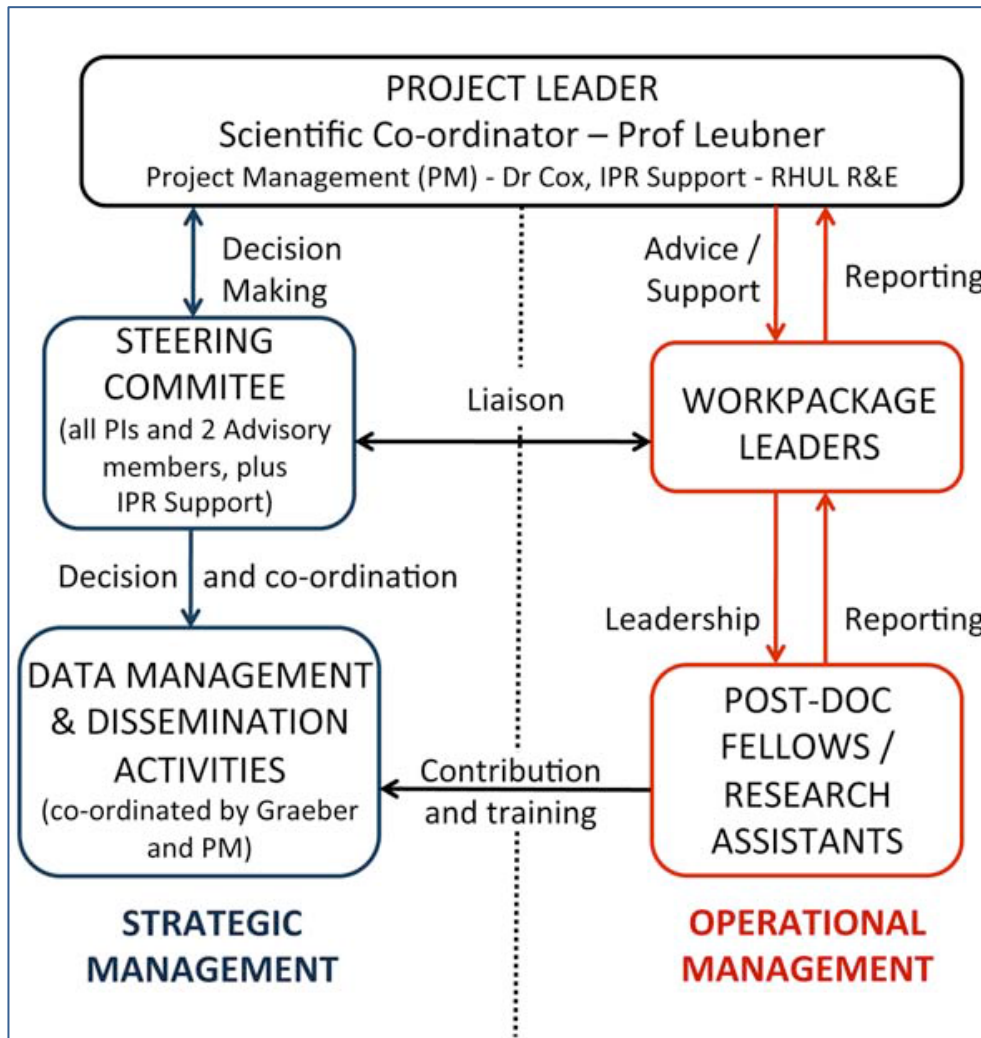 PROJECT LEADER
Scientific Co-ordinator – Prof Leubner
Project Management (PM) - Dr Cox, IPR Support - RHUL R&E
Decision
Making
Advice /
Support
Reporting
STEERING
COMMITEE
(all PIs and 2 Advisory
members, plus
IPR Support)
Liaison
WORKPACKAGE
LEADERS
Decision and co-ordination
Leadership
Reporting
DATA MANAGEMENT
& DISSEMINATION
ACTIVITIES
(co-ordinated by Graeber
and PM)
Contribution
and training
POST-DOC
FELLOWS /
RESEARCH
ASSISTANTS
STRATEGIC
MANAGEMENT
OPERATIONAL
MANAGEMENT